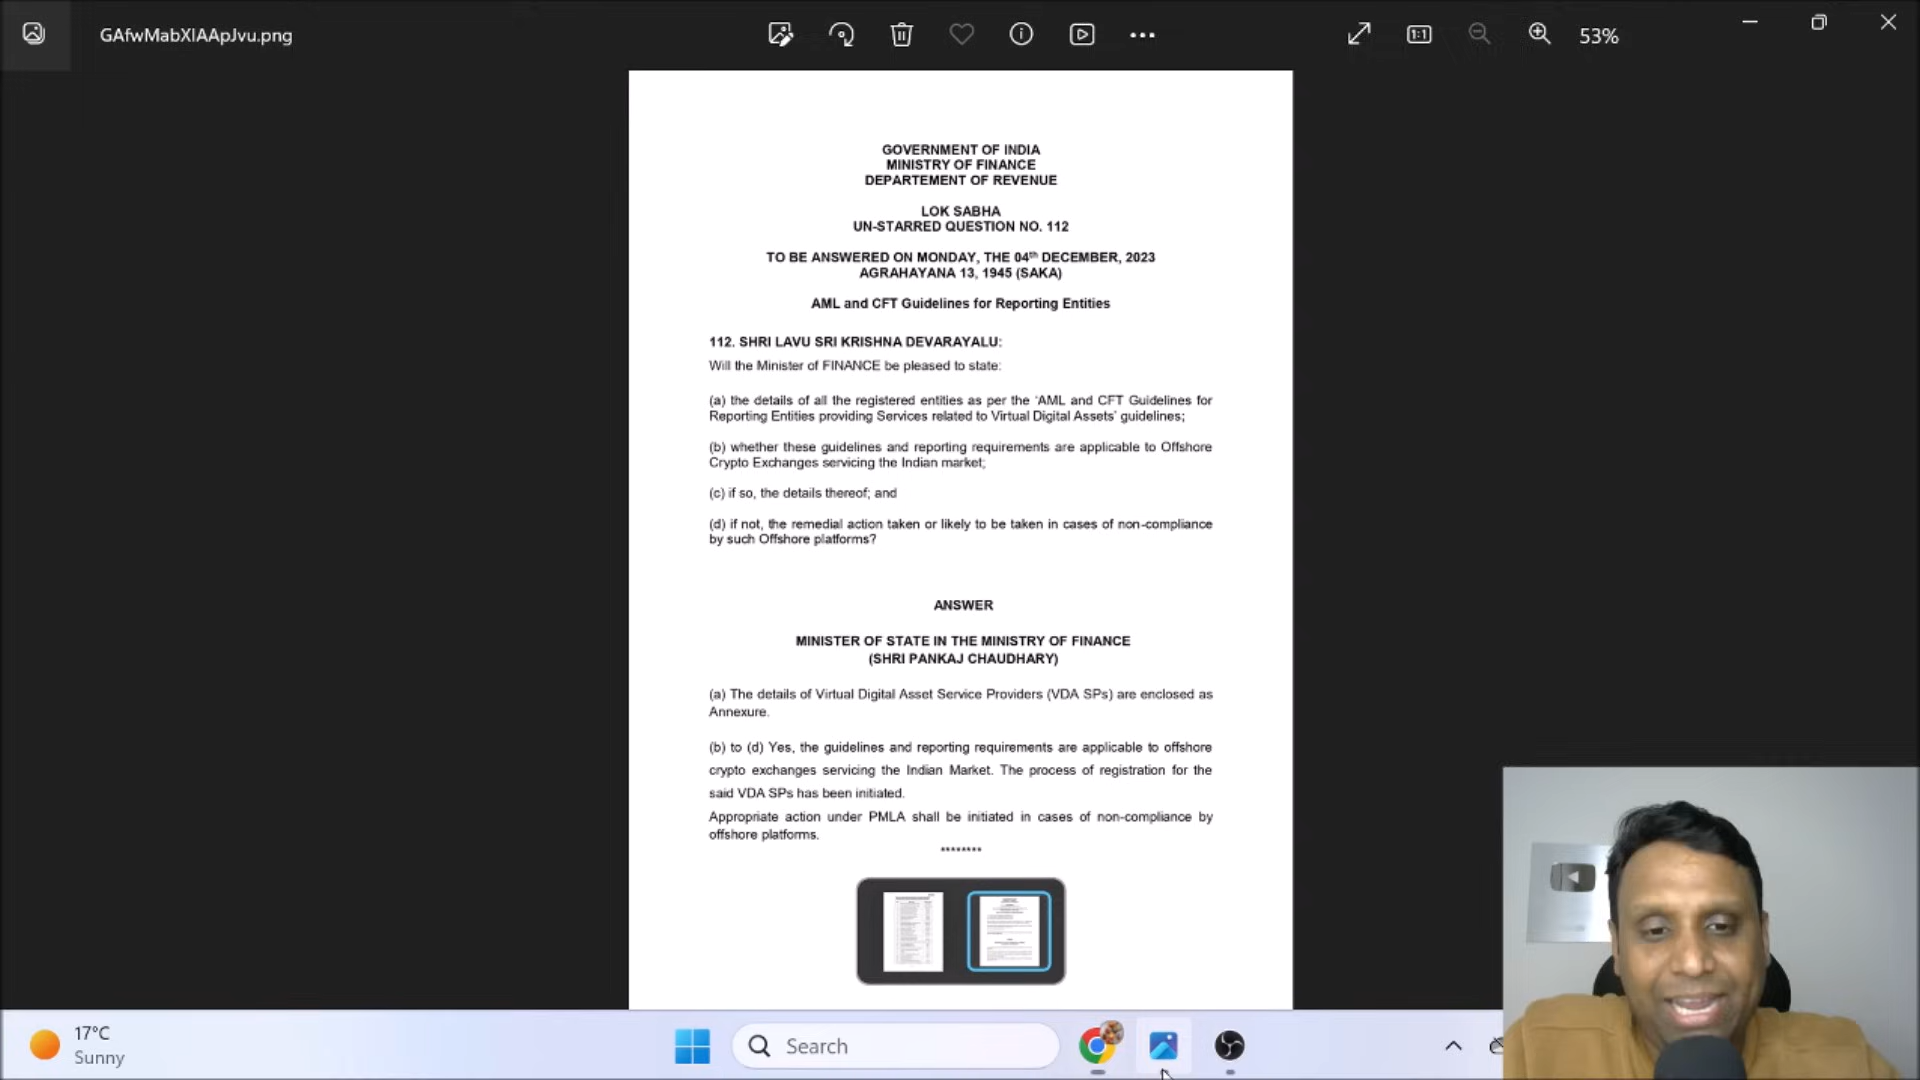 GAfwMabXIAApJvu.png
53%
GOVERNMENT OF INDIA
MINISTRY OF FINANCE
DEPARTEMENT OF REVENUE
LOK SABHA
UN-STARRED QUESTION NO. 112
TO BE ANSWERED ON MONDAY, THE 04th DECEMBER, 2023
AGRAHAYANA 13, 1945 (SAKA)
AML and CFT Guidelines for Reporting Entities
112. SHRI LAVU SRI KRISHNA DEVARAYALU:
Will the Minister of FINANCE be pleased to state:
(a) the details of all the registered entities as per the 'AML and CFT Guidelines for
Reporting Entities providing Services related to Virtual Digital Assets' guidelines;
(b) whether these guidelines and reporting requirements are applicable to Offshore
Crypto Exchanges servicing the Indian market;
(c) if so, the details thereof; and
(d) if not, the remedial action taken or likely to be taken in cases of non-compliance
by such Offshore platforms?
ANSWER
MINISTER OF STATE IN THE MINISTRY OF FINANCE
(SHRI PANKAJ CHAUDHARY)
(a) The details of Virtual Digital Asset Service Providers (VDA SPs) are enclosed as
Annexure.
(b) to (d) Yes, the guidelines and reporting requirements are applicable to offshore
crypto exchanges servicing the Indian Market. The process of registration for the
said VDA SPs has been initiated.
Appropriate action under PMLA shall be initiated in cases of non-compliance by
offshore platforms.
********
17°C
Sunny
Search